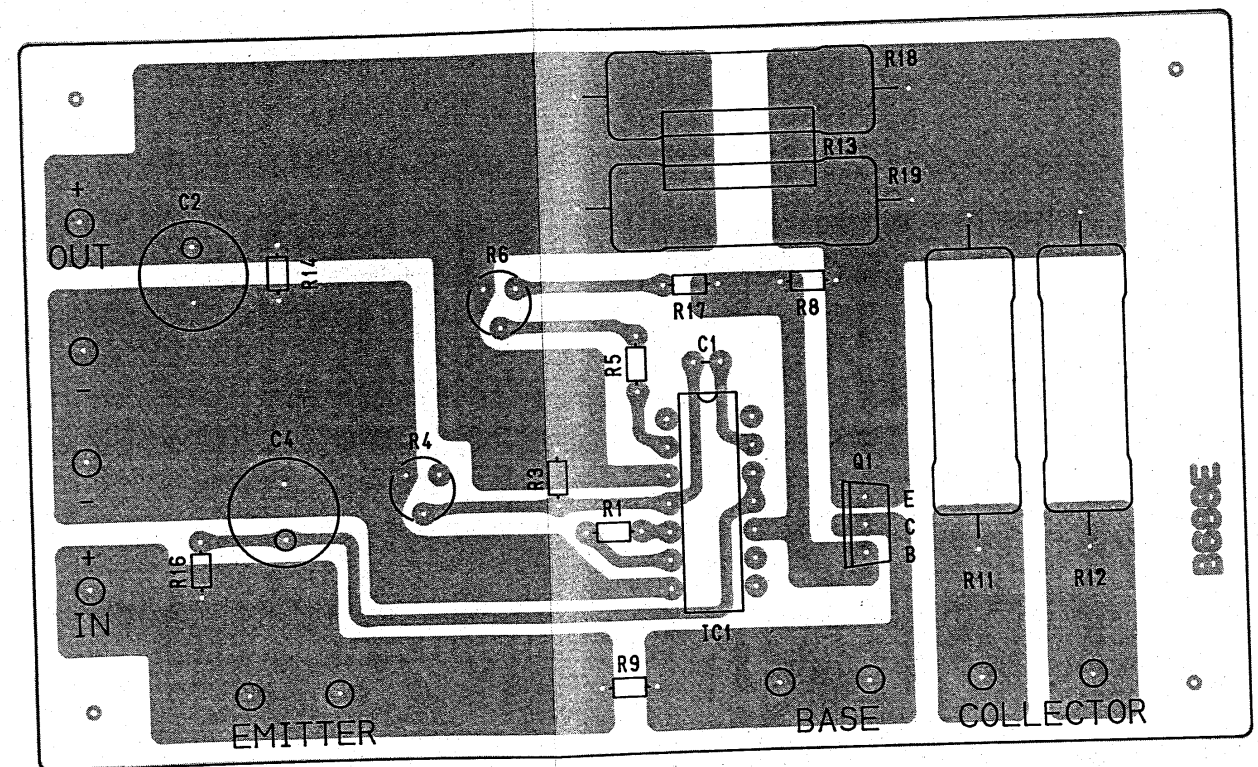 R18
R13
R19
+
OUT
C2
R14
R6
R17
R8
C1
R5
−
C4
R4
R3
R1
Q1
E
C
B
−
+
IN
R16
IC1
R9
R11
R12
EMITTER
BASE
COLLECTOR
B698E